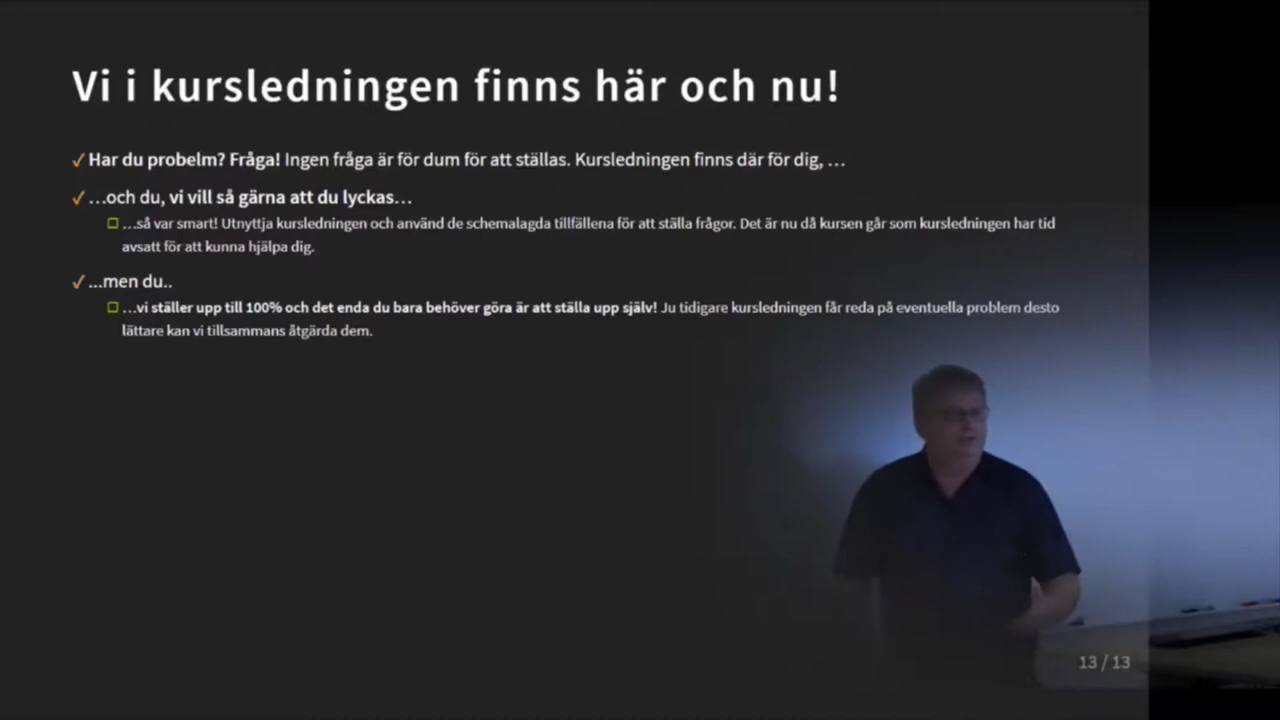 Vi i kursledningen finns här och nu!
✓ Har du probelm? Fråga! Ingen fråga är för dum för att ställas. Kursledningen finns där för dig, …
✓ …och du, vi vill så gärna att du lyckas…
…så var smart! Utnyttja kursledningen och använd de schemalagda tillfällena för att ställa frågor. Det är nu då kursen går som kursledningen har tid
avsatt för att kunna hjälpa dig.
✓ …men du..
…vi ställer upp till 100% och det enda du bara behöver göra är att ställa upp själv! Ju tidigare kursledningen får reda på eventuella problem desto
lättare kan vi tillsammans åtgärda dem.
13 / 13